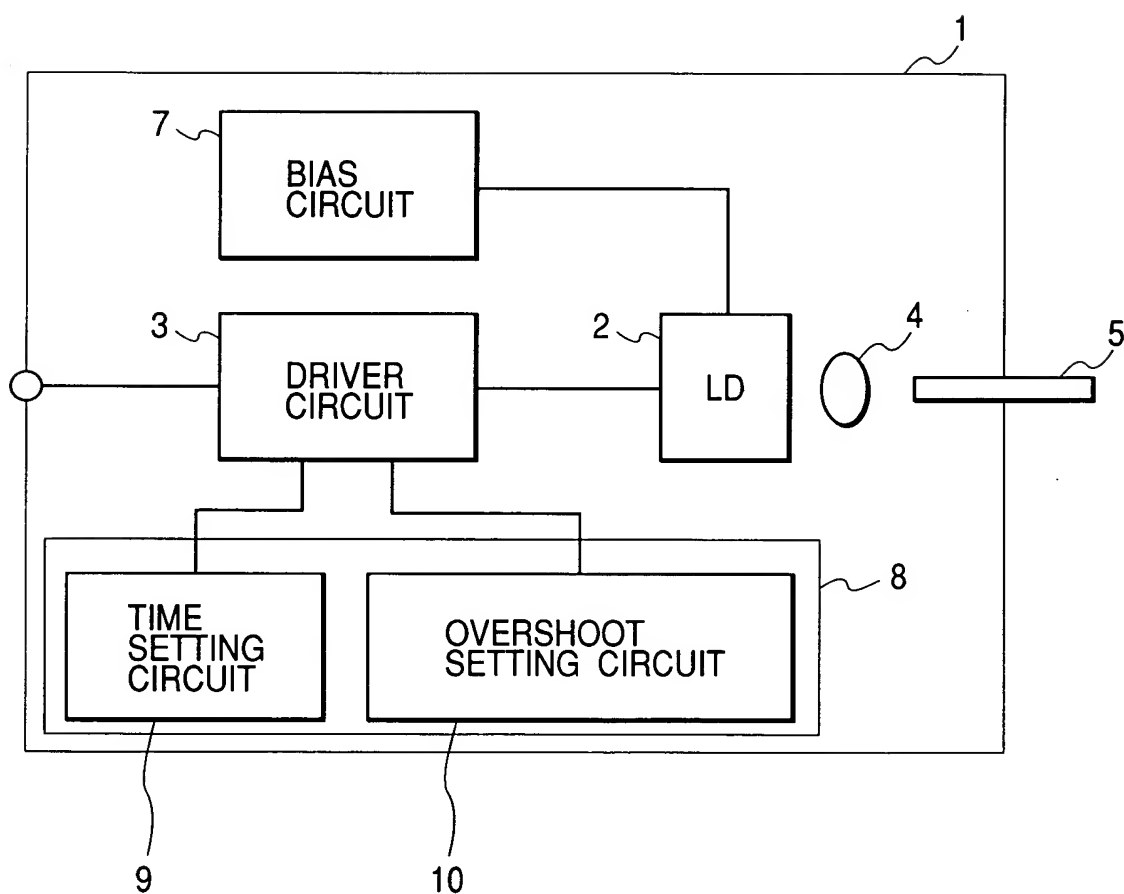 1
7
BIAS
CIRCUIT
3
DRIVER
CIRCUIT
2
LD
4
5
8
TIME
SETTING
CIRCUIT
OVERSHOOT
SETTING CIRCUIT
9
10